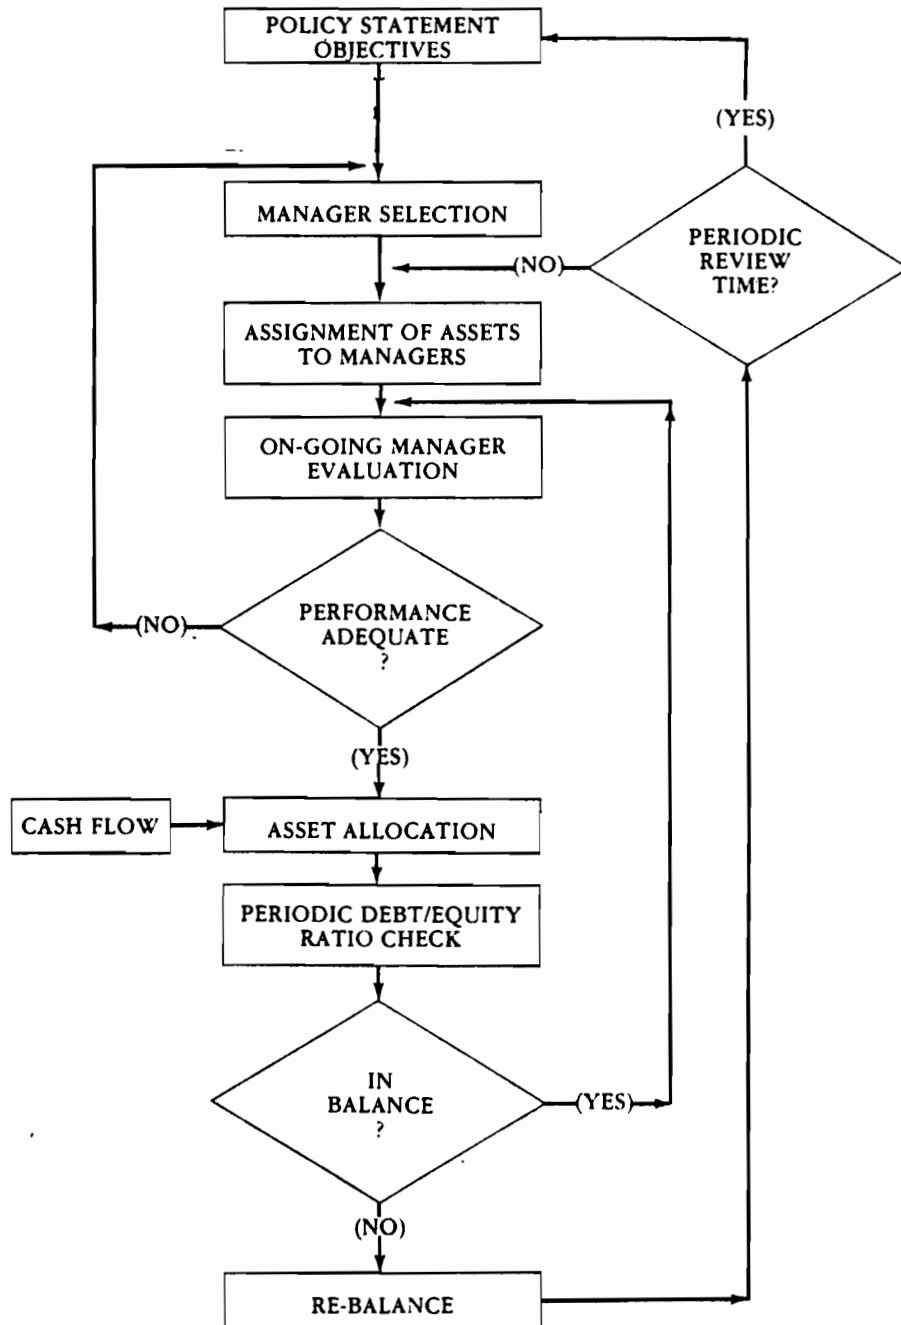 POLICY STATEMENT
OBJECTIVES
(YES)
MANAGER SELECTION
PERIODIC
REVIEW
TIME?
(NO)
ASSIGNMENT OF ASSETS
TO MANAGERS
ON-GOING MANAGER
EVALUATION
PERFORMANCE
ADEQUATE
?
(NO)
(YES)
CASH FLOW
ASSET ALLOCATION
PERIODIC DEBT/EQUITY
RATIO CHECK
IN
BALANCE
?
(YES)
(NO)
RE-BALANCE